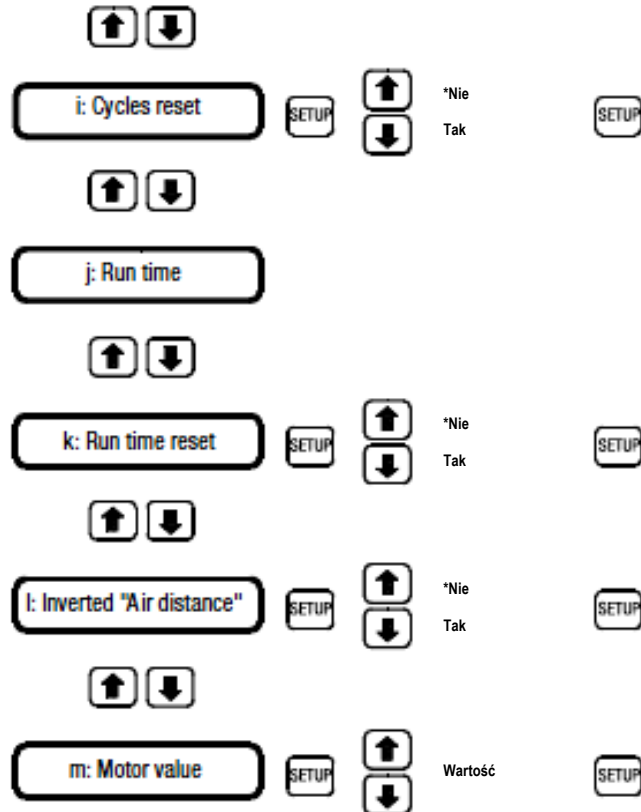 i: Cycles reset
SETUP
*Nie
Tak
SETUP
j: Run time
k: Run time reset
SETUP
*Nie
Tak
SETUP
l: Inverted "Air distance"
SETUP
*Nie
Tak
SETUP
m: Motor value
SETUP
Wartość
SETUP